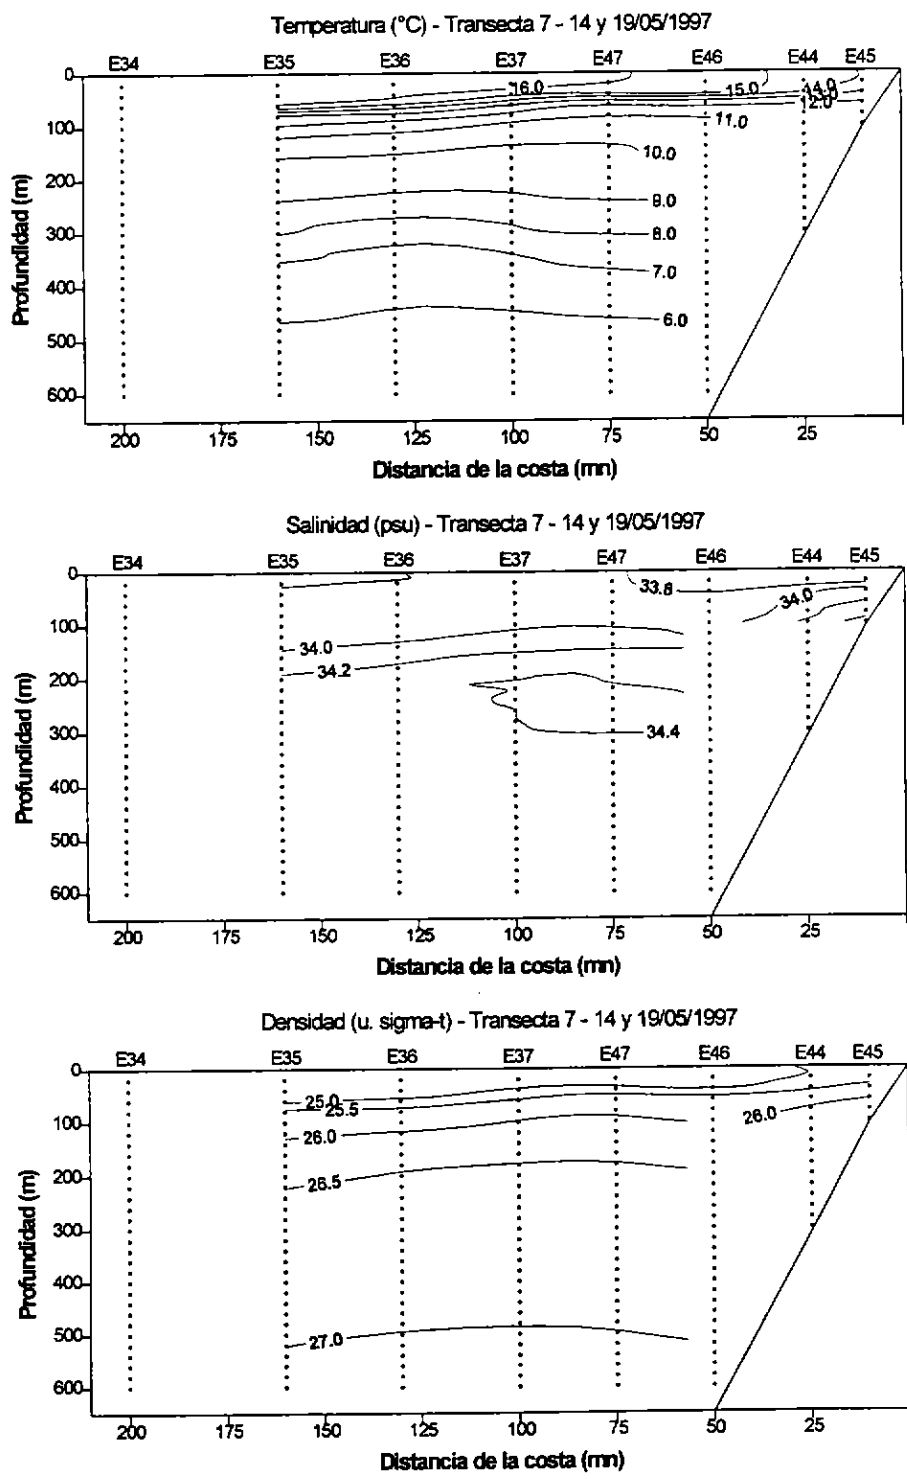 Temperatura (°C) - Transecta 7 - 14 y 19/05/1997
E34 E35 E36 E37 E47 E46 E44 E45
0
100
200
300
400
500
600
16.0
15.0
14.0
13.0
12.0
11.0
10.0
9.0
8.0
7.0
6.0
Profundidad (m)
200 175 150 125 100 75 50 25
Distancia de la costa (mn)
Salinidad (psu) - Transecta 7 - 14 y 19/05/1997
E34 E35 E36 E37 E47 E46 E44 E45
0
100
200
300
400
500
600
33.8
34.0
34.0
34.2
34.4
Profundidad (m)
200 175 150 125 100 75 50 25
Distancia de la costa (mn)
Densidad (u. sigma-t) - Transecta 7 - 14 y 19/05/1997
E34 E35 E36 E37 E47 E46 E44 E45
0
100
200
300
400
500
600
25.0
25.5
26.0
26.0
26.5
27.0
Profundidad (m)
200 175 150 125 100 75 50 25
Distancia de la costa (mn)